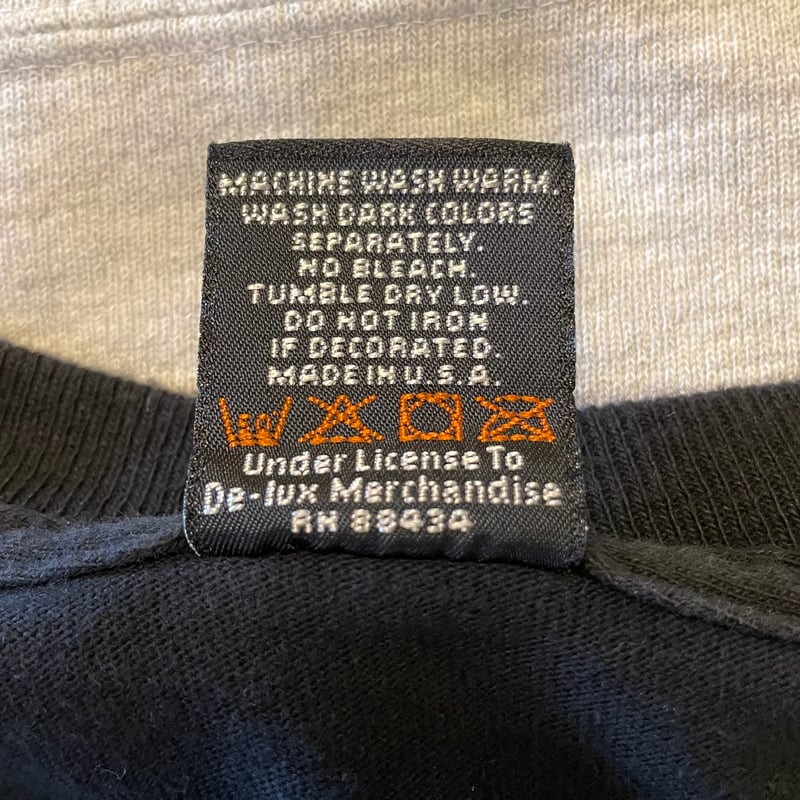 MACHINE WASH WARM.
WASH DARK COLORS
SEPARATELY.
NO BLEACH.
TUMBLE DRY LOW.
DO NOT IRON
IF DECORATED.
MADE IN U.S.A.
Under License To
De-lux Merchandise
RN 89434